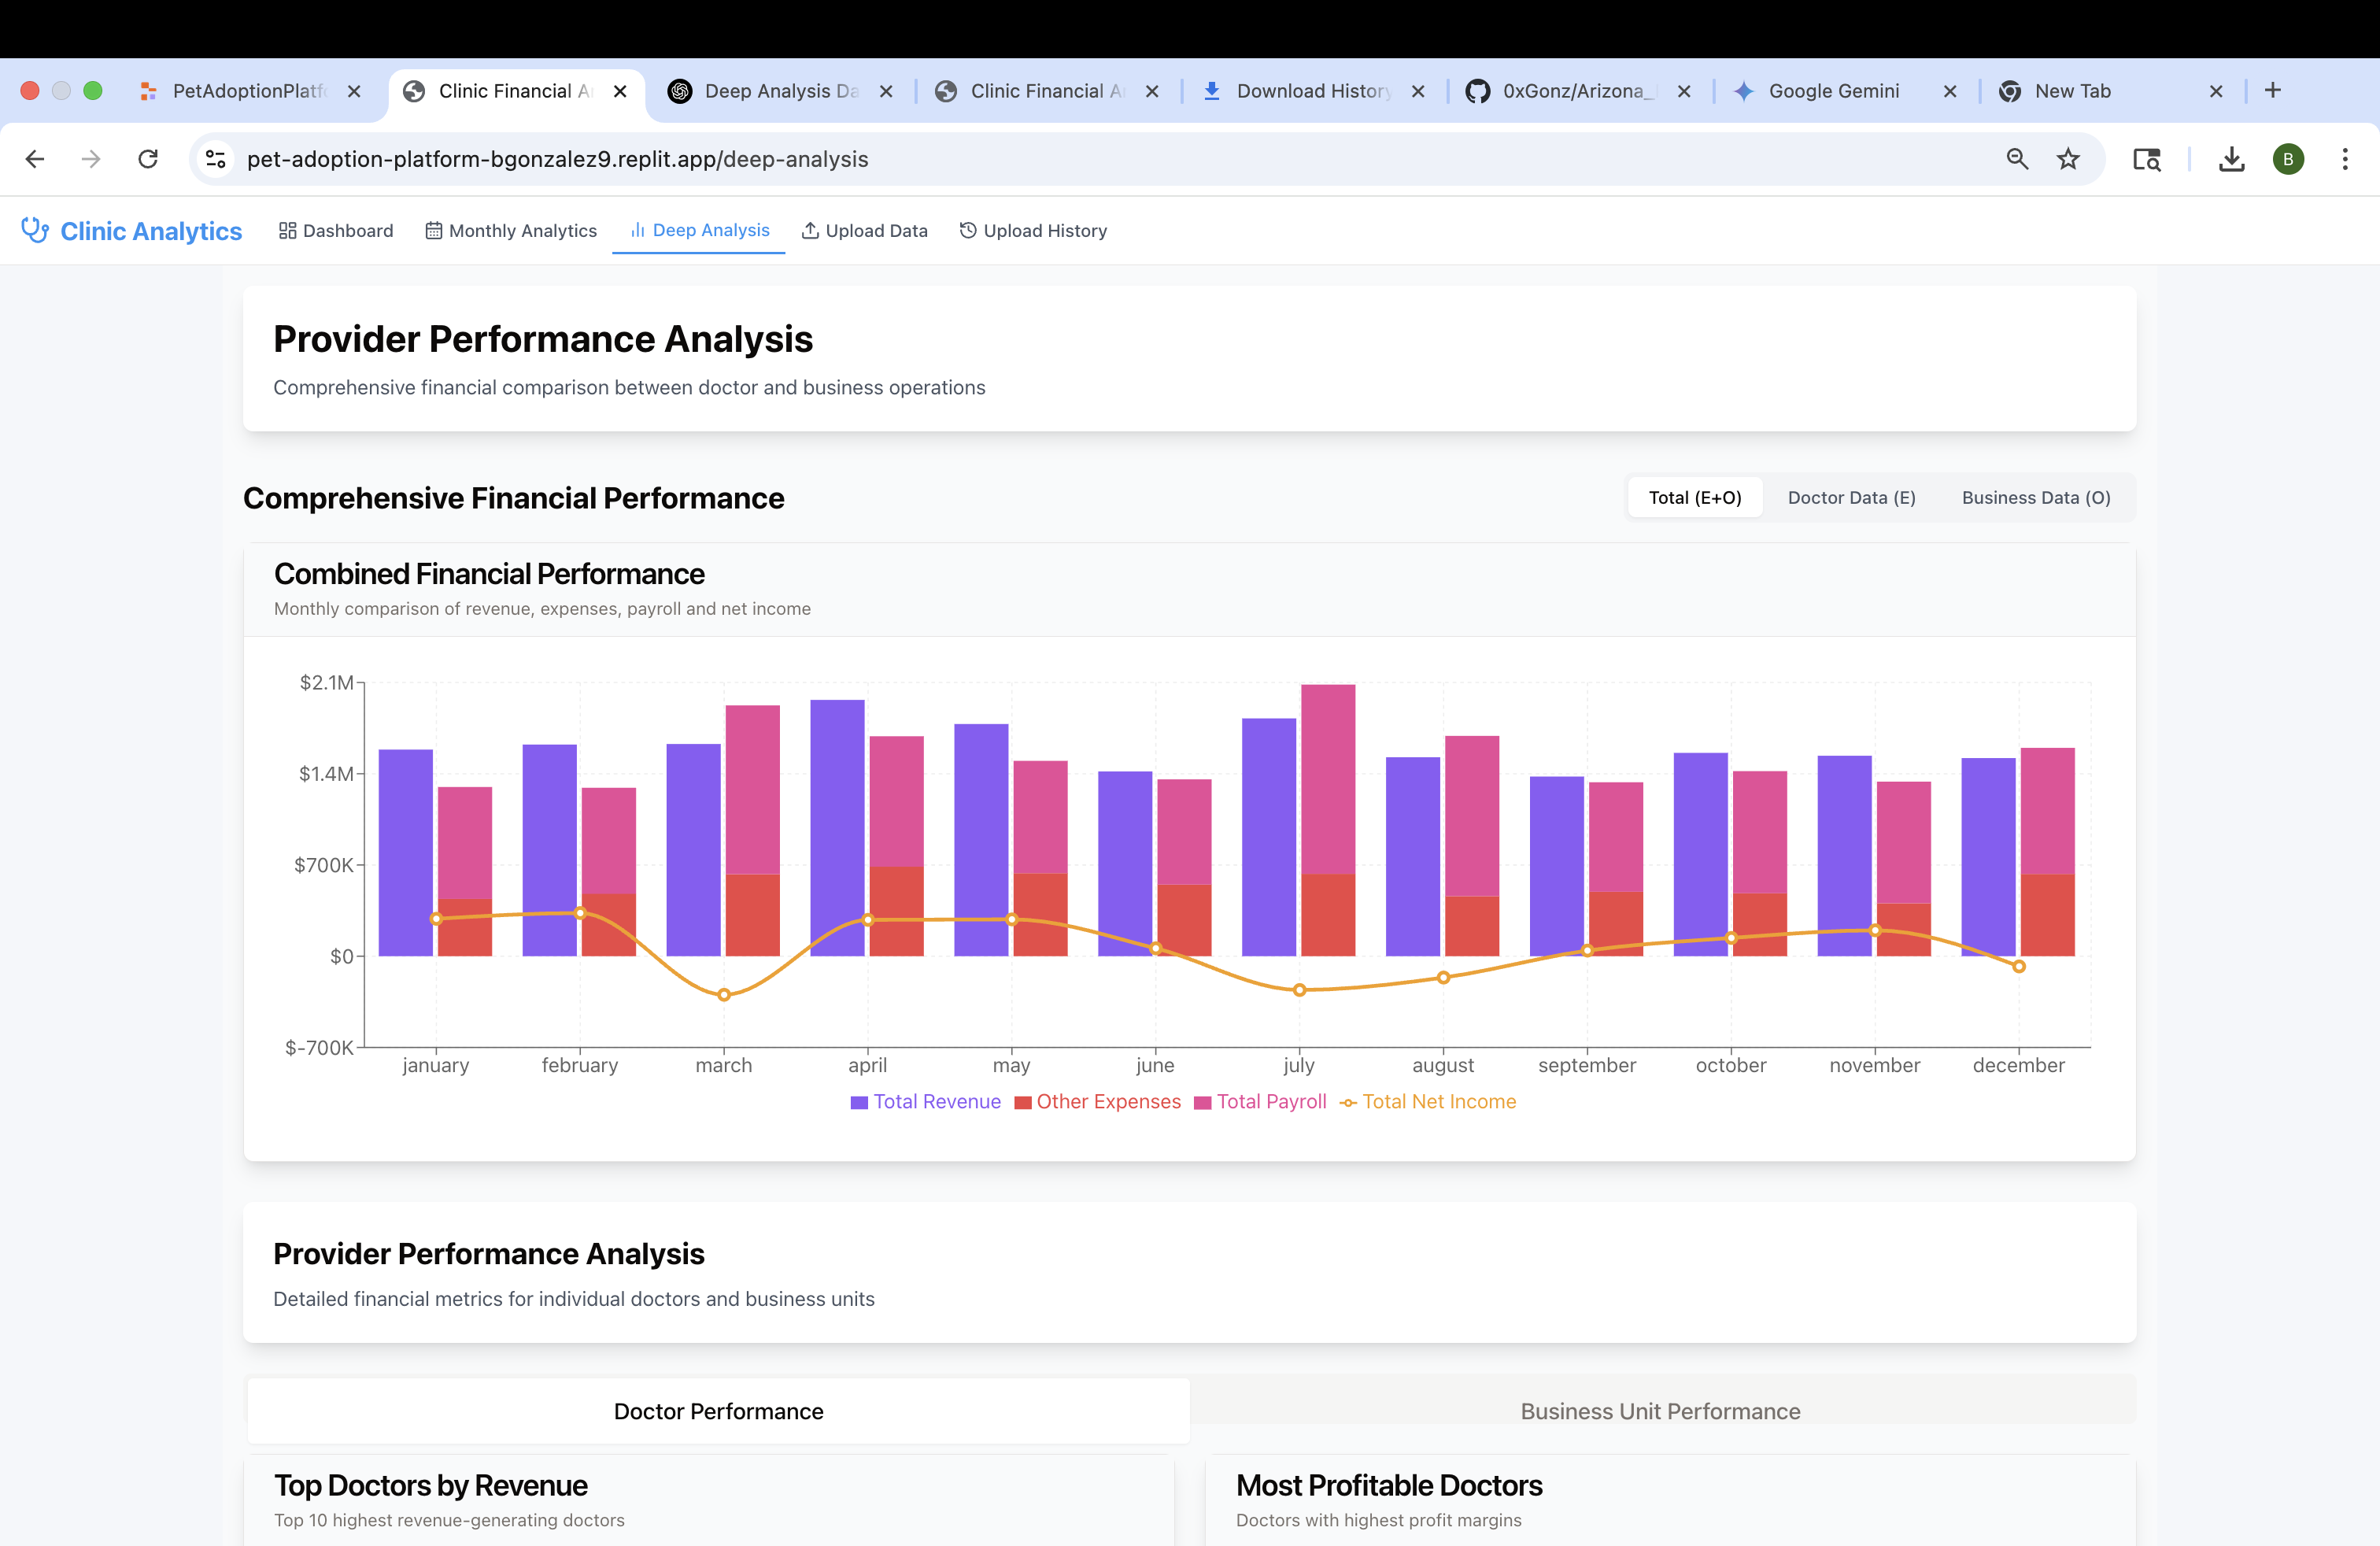 PetAdoptionPlatf
Clinic Financial A
Deep Analysis Da
Clinic Financial A
Download History
0xGonz/Arizona_
Google Gemini
New Tab
pet-adoption-platform-bgonzalez9.replit.app/deep-analysis
B
Clinic Analytics
Dashboard
Monthly Analytics
Deep Analysis
Upload Data
Upload History
Provider Performance Analysis
Comprehensive financial comparison between doctor and business operations
Comprehensive Financial Performance
Total (E+O)
Doctor Data (E)
Business Data (O)
Combined Financial Performance
Monthly comparison of revenue, expenses, payroll and net income
$2.1M
$1.4M
$700K
$0
$-700K
january february march april may june july august september october november december
Total Revenue Other Expenses Total Payroll Total Net Income
Provider Performance Analysis
Detailed financial metrics for individual doctors and business units
Doctor Performance
Business Unit Performance
Top Doctors by Revenue
Top 10 highest revenue-generating doctors
Most Profitable Doctors
Doctors with highest profit margins